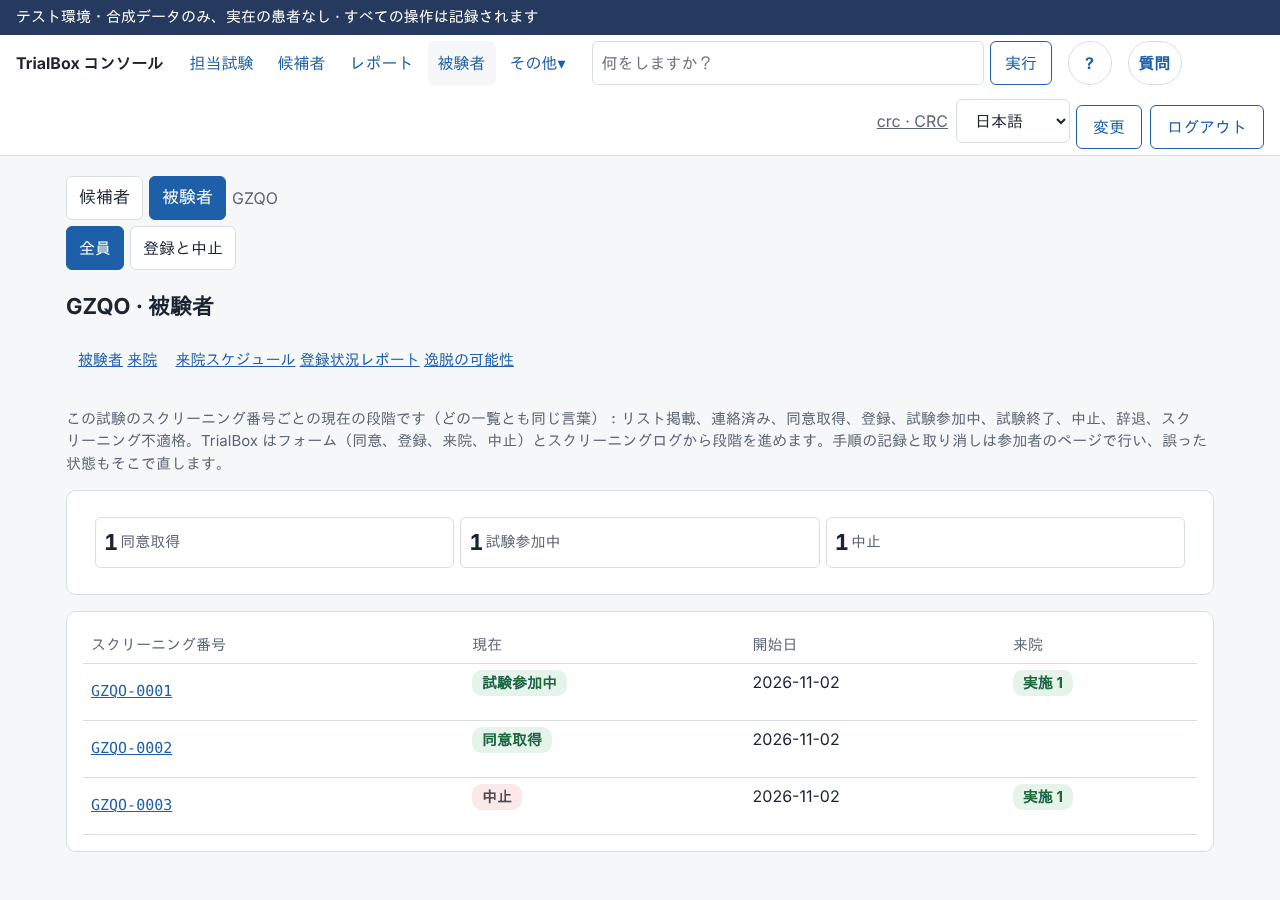 テスト環境・合成データのみ、実在の患者なし · すべての操作は記録されます
TrialBox コンソール 担当試験 候補者 レポート 被験者 その他▾ 何をしますか？ 実行 ? 質問
crc · CRC 日本語 変更 ログアウト
候補者 被験者 GZQO
全員 登録と中止
GZQO · 被験者
被験者 来院 来院スケジュール 登録状況レポート 逸脱の可能性
この試験のスクリーニング番号ごとの現在の段階です（どの一覧とも同じ言葉）：リスト掲載、連絡済み、同意取得、登録、試験参加中、試験終了、中止、辞退、スク
リーニング不適格。TrialBox はフォーム（同意、登録、来院、中止）とスクリーニングログから段階を進めます。手順の記録と取り消しは参加者のページで行い、誤った
状態もそこで直します。
1 同意取得 1 試験参加中 1 中止
スクリーニング番号 現在 開始日 来院
GZQO-0001 試験参加中 2026-11-02 実施 1
GZQO-0002 同意取得 2026-11-02
GZQO-0003 中止 2026-11-02 実施 1